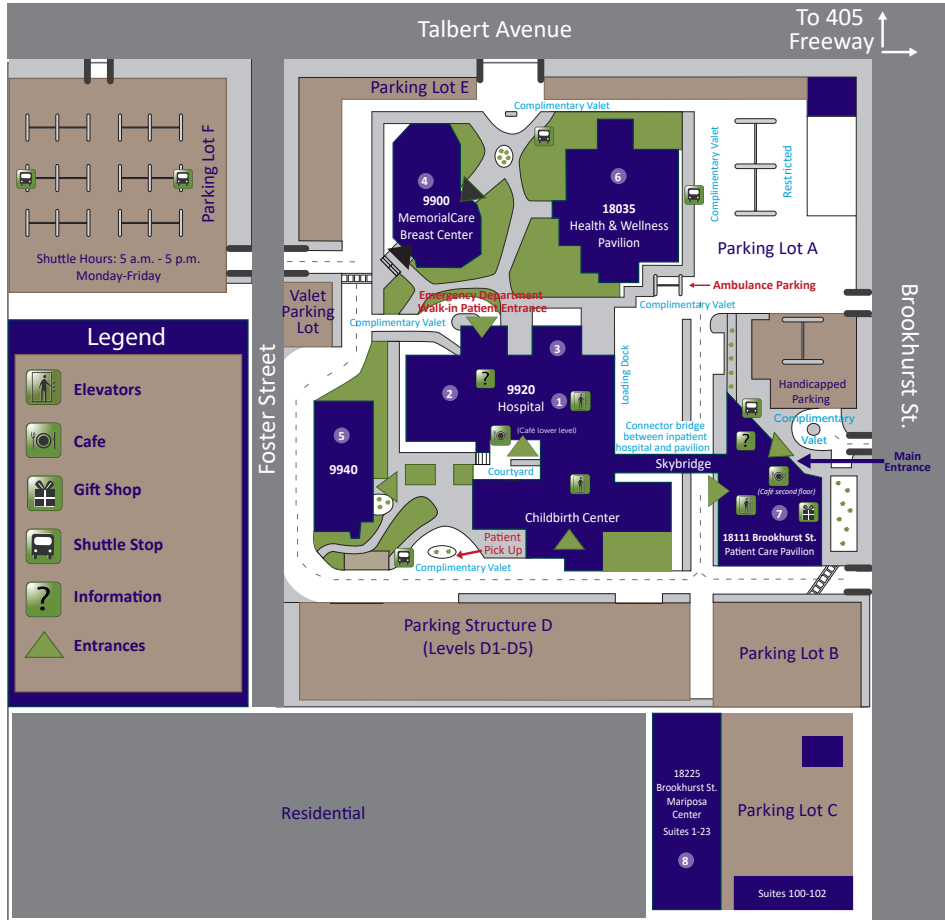 Talbert Avenue
To 405
Freeway
Parking Lot E
Complimentary Valet
Parking Lot F
Shuttle Hours: 5 a.m. - 5 p.m.
Monday-Friday
4
9900
MemorialCare
Breast Center
6
18035
Health & Wellness
Pavilion
Complimentary Valet
Restricted
Parking Lot A
Ambulance Parking
Complimentary Valet
Valet
Parking
Lot
Emergency Department
Walk-in Patient Entrance
Complimentary Valet
Foster Street
Brookhurst St.
Legend
Elevators
Cafe
Gift Shop
Shuttle Stop
?
Information
Entrances
3
?
2
9920
Hospital
1
(Café lower level)
Courtyard
Loading Dock
Connector bridge
between inpatient
hospital and pavilion
Skybridge
Handicapped
Parking
Complimentary
Valet
Main
Entrance
?
(Café second floor)
7
18111 Brookhurst St.
Patient Care Pavilion
5
9940
Childbirth Center
Patient
Pick Up
Complimentary Valet
Parking Structure D
(Levels D1-D5)
Parking Lot B
Residential
18225
Brookhurst St.
Mariposa
Center
Suites 1-23
8
Parking Lot C
Suites 100-102